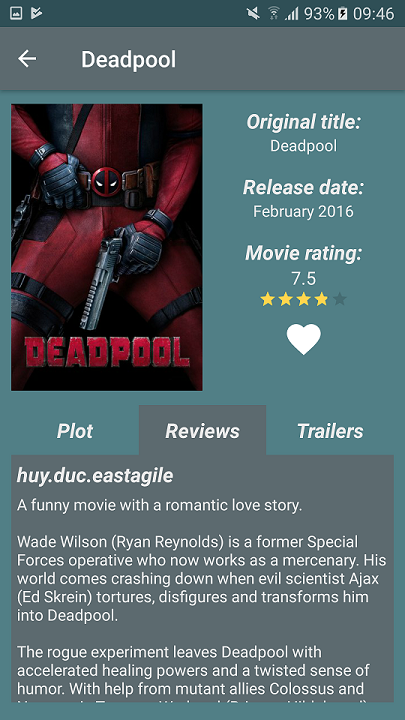 93% 09:46
Deadpool
Original title:
Deadpool
Release date:
February 2016
Movie rating:
7.5
DEADPOOL
Plot Reviews Trailers
huy.duc.eastagile
A funny movie with a romantic love story.
Wade Wilson (Ryan Reynolds) is a former Special
Forces operative who now works as a mercenary. His
world comes crashing down when evil scientist Ajax
(Ed Skrein) tortures, disfigures and transforms him
into Deadpool.
The rogue experiment leaves Deadpool with
accelerated healing powers and a twisted sense of
humor. With help from mutant allies Colossus and